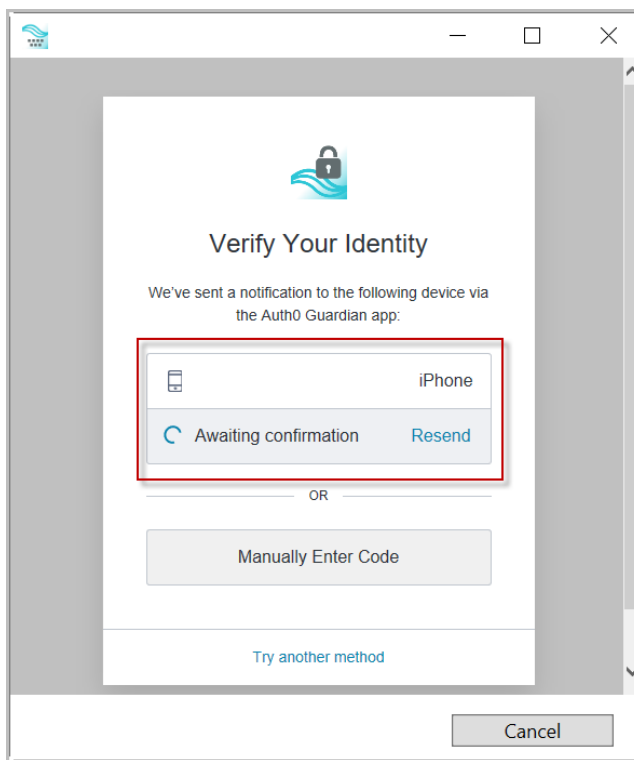 Verify Your Identity
We've sent a notification to the following device via
the Auth0 Guardian app:
iPhone
Awaiting confirmation Resend
OR
Manually Enter Code
Try another method
Cancel